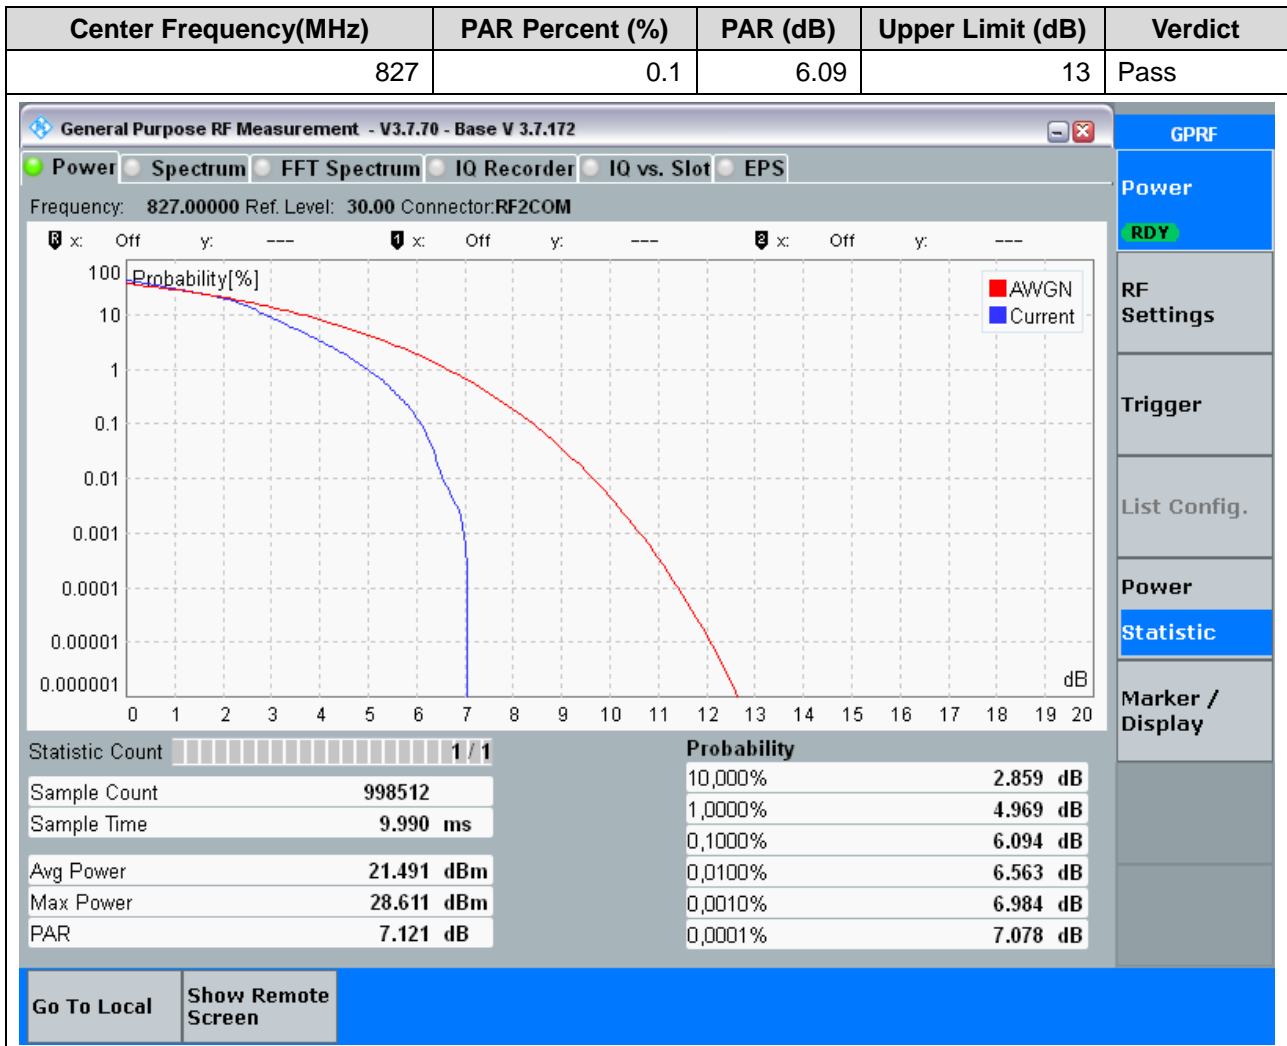 Center Frequency(MHz) PAR Percent (%) PAR (dB) Upper Limit (dB) Verdict
827 0.1 6.09 13 Pass
General Purpose RF Measurement - V3.7.70 - Base V 3.7.172
GPRF
Power Spectrum FFT Spectrum IQ Recorder IQ vs. Slot EPS
Power
RDY
Frequency: 827.00000 Ref. Level: 30.00 Connector:RF2COM
R x: Off y: --- 1 x: Off y: --- 2 x: Off y: ---
Probability[%]
AWGN
Current
100
10
1
0.1
0.01
0.001
0.0001
0.00001
0.000001
dB
0 1 2 3 4 5 6 7 8 9 10 11 12 13 14 15 16 17 18 19 20
RF
Settings
Trigger
List Config.
Power
Statistic
Marker /
Display
Statistic Count 1 / 1
Sample Count 998512
Sample Time 9.990 ms
Avg Power 21.491 dBm
Max Power 28.611 dBm
PAR 7.121 dB
Probability
10,000% 2.859 dB
1,0000% 4.969 dB
0,1000% 6.094 dB
0,0100% 6.563 dB
0,0010% 6.984 dB
0,0001% 7.078 dB
Go To Local
Show Remote
Screen